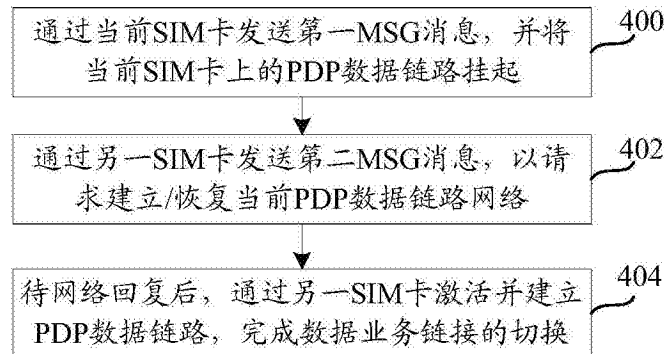 通过当前SIM卡发送第一MSG消息，并将
当前SIM卡上的PDP数据链路挂起
400
通过另一SIM卡发送第二MSG消息，以请
求建立/恢复当前PDP数据链路网络
402
待网络回复后，通过另一SIM卡激活并建立
PDP数据链路，完成数据业务链接的切换
404